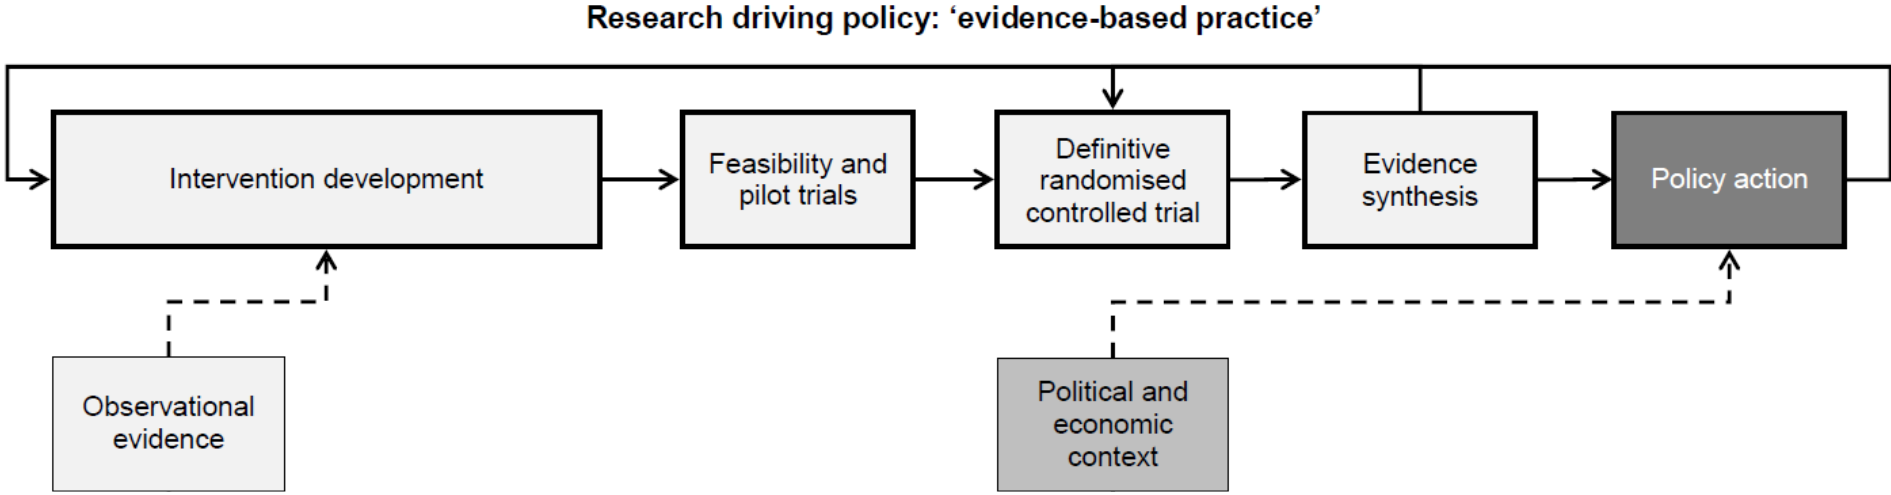 Research driving policy: ‘evidence-based practice’
Intervention development
Feasibility and
pilot trials
Definitive
randomised
controlled trial
Evidence
synthesis
Policy action
Observational
evidence
Political and
economic
context